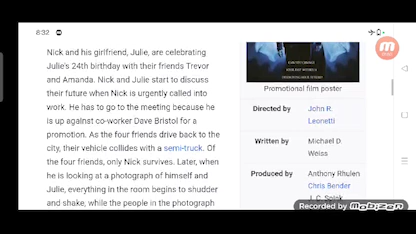 8:32
Nick and his girlfriend, Julie, are celebrating
Julie's 24th birthday with their friends Trevor
and Amanda. Nick and Julie start to discuss
their future when Nick is urgently called into
work. He has to go to the meeting because he
is up against co-worker Dave Bristol for a
promotion. As the four friends drive back to the
city, their vehicle collides with a semi-truck. Of
the four friends, only Nick survives. Later, when
he is looking at a photograph of himself and
Julie, everything in the room begins to shudder
and shake, while the people in the photograph
Promotional film poster
Directed by John R.
Leonetti
Written by Michael D
Weiss
Produced by Anthony Rhulen
Chris Bender
J. C. Spink
Recorded by Mobizen